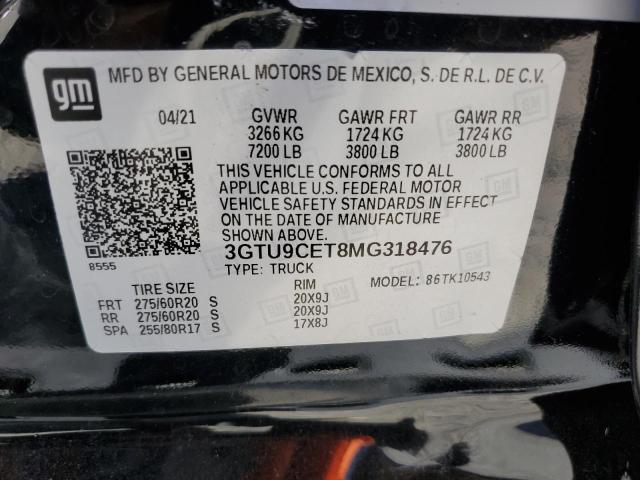 gm
MFD BY GENERAL MOTORS DE MEXICO, S. DE R.L. DE C.V.
04/21 GVWR GAWR FRT GAWR RR
3266 KG 1724 KG 1724 KG
7200 LB 3800 LB 3800 LB
THIS VEHICLE CONFORMS TO ALL
APPLICABLE U.S. FEDERAL MOTOR
VEHICLE SAFETY STANDARDS IN EFFECT
ON THE DATE OF MANUFACTURE
SHOWN ABOVE.
3GTU9CET8MG318476
8555
TYPE: TRUCK MODEL: 86TK10543
TIRE SIZE RIM
FRT 275/60R20 S 20X9J
RR 275/60R20 S 20X9J
SPA 255/80R17 S 17X8J